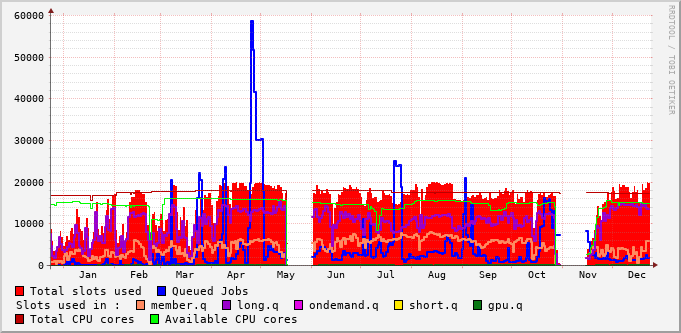 60000
50000
40000
30000
20000
10000
0
Jan Feb Mar Apr May Jun Jul Aug Sep Oct Nov Dec
RRDTOOL / TOBI OETIKER
Total slots used Queued Jobs
Slots used in : member.q long.q ondemand.q short.q gpu.q
Total CPU cores Available CPU cores